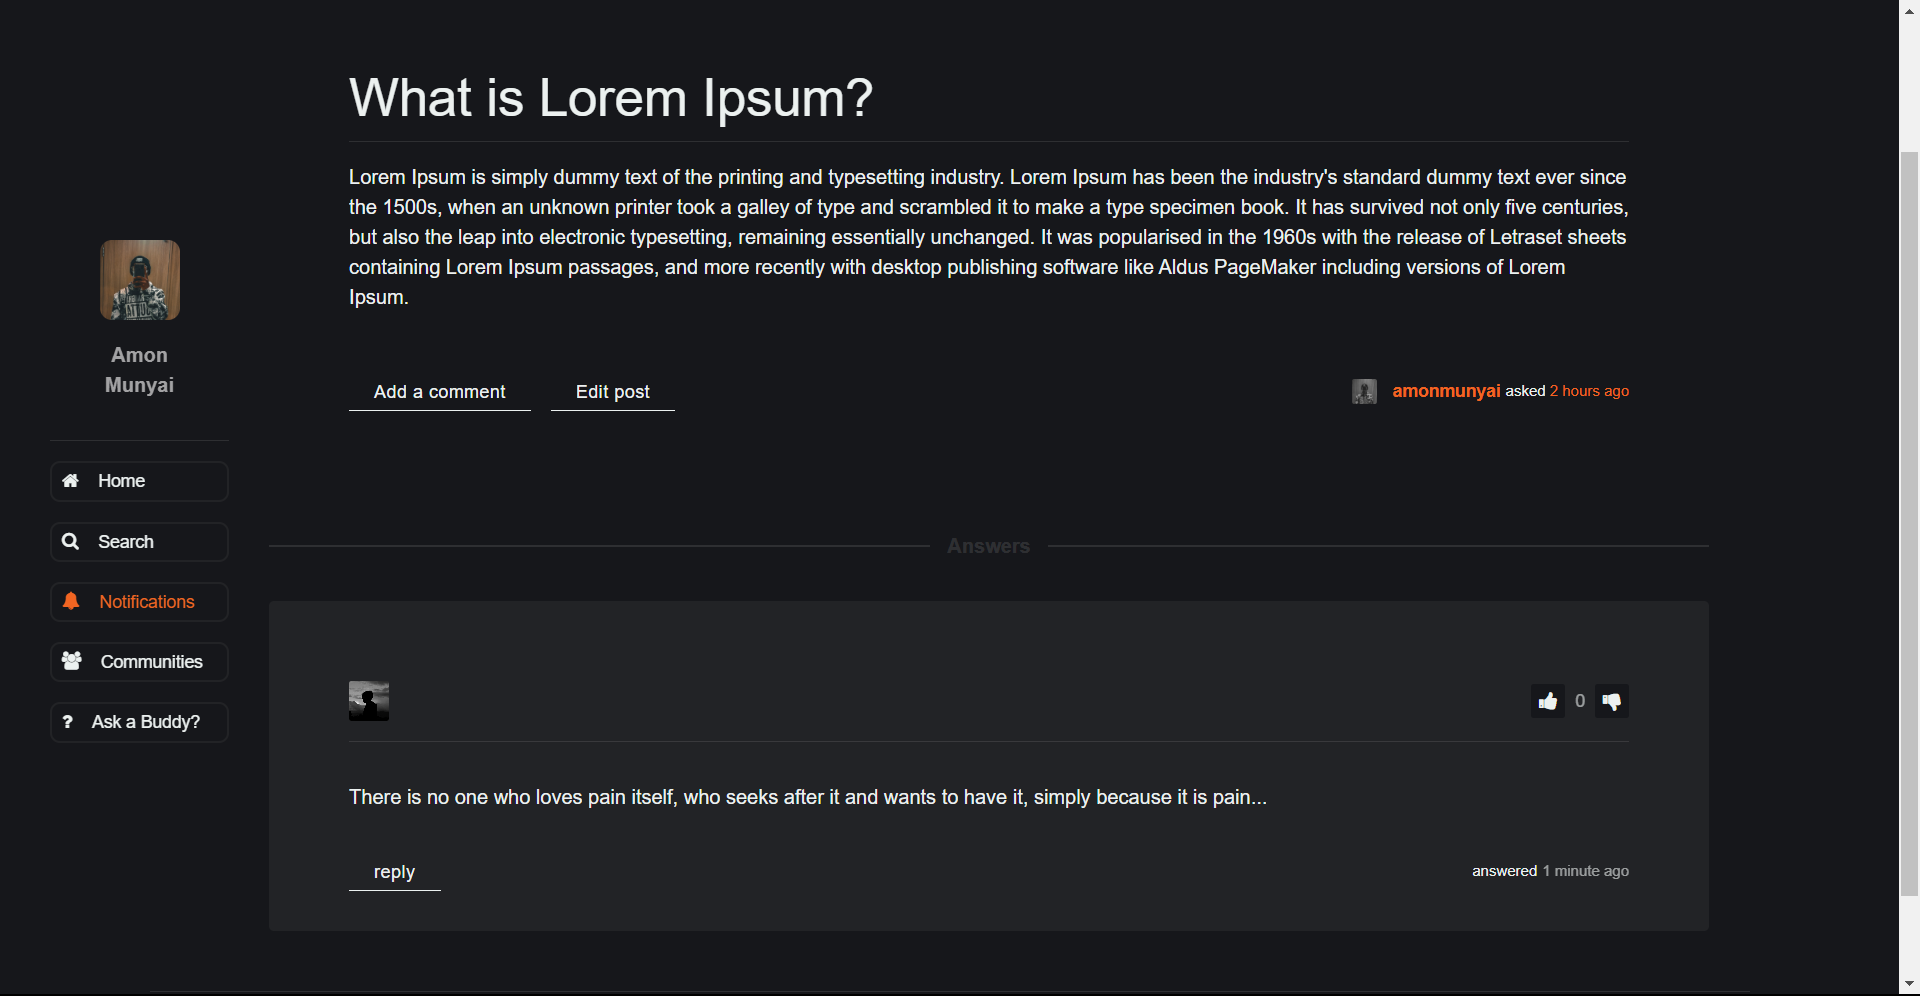 What is Lorem Ipsum?
Lorem Ipsum is simply dummy text of the printing and typesetting industry. Lorem Ipsum has been the industry's standard dummy text ever since
the 1500s, when an unknown printer took a galley of type and scrambled it to make a type specimen book. It has survived not only five centuries,
but also the leap into electronic typesetting, remaining essentially unchanged. It was popularised in the 1960s with the release of Letraset sheets
containing Lorem Ipsum passages, and more recently with desktop publishing software like Aldus PageMaker including versions of Lorem
Ipsum.
Amon
Munyai
Add a comment
Edit post
amonmunyai asked 2 hours ago
Home
Search
Notifications
Communities
? Ask a Buddy?
Answers
0
There is no one who loves pain itself, who seeks after it and wants to have it, simply because it is pain...
reply
answered 1 minute ago